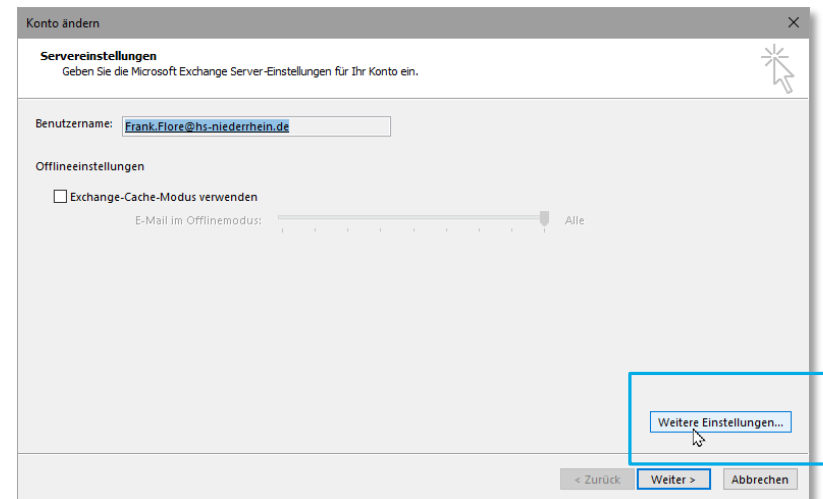 Konto ändern
Servereinstellungen
Geben Sie die Microsoft Exchange Server-Einstellungen für Ihr Konto ein.
Benutzername: Frank.Flore@hs-niederrhein.de
Offlineeinstellungen
Exchange-Cache-Modus verwenden
E-Mail im Offlinemodus: Alle
Weitere Einstellungen...
< Zurück Weiter > Abbrechen